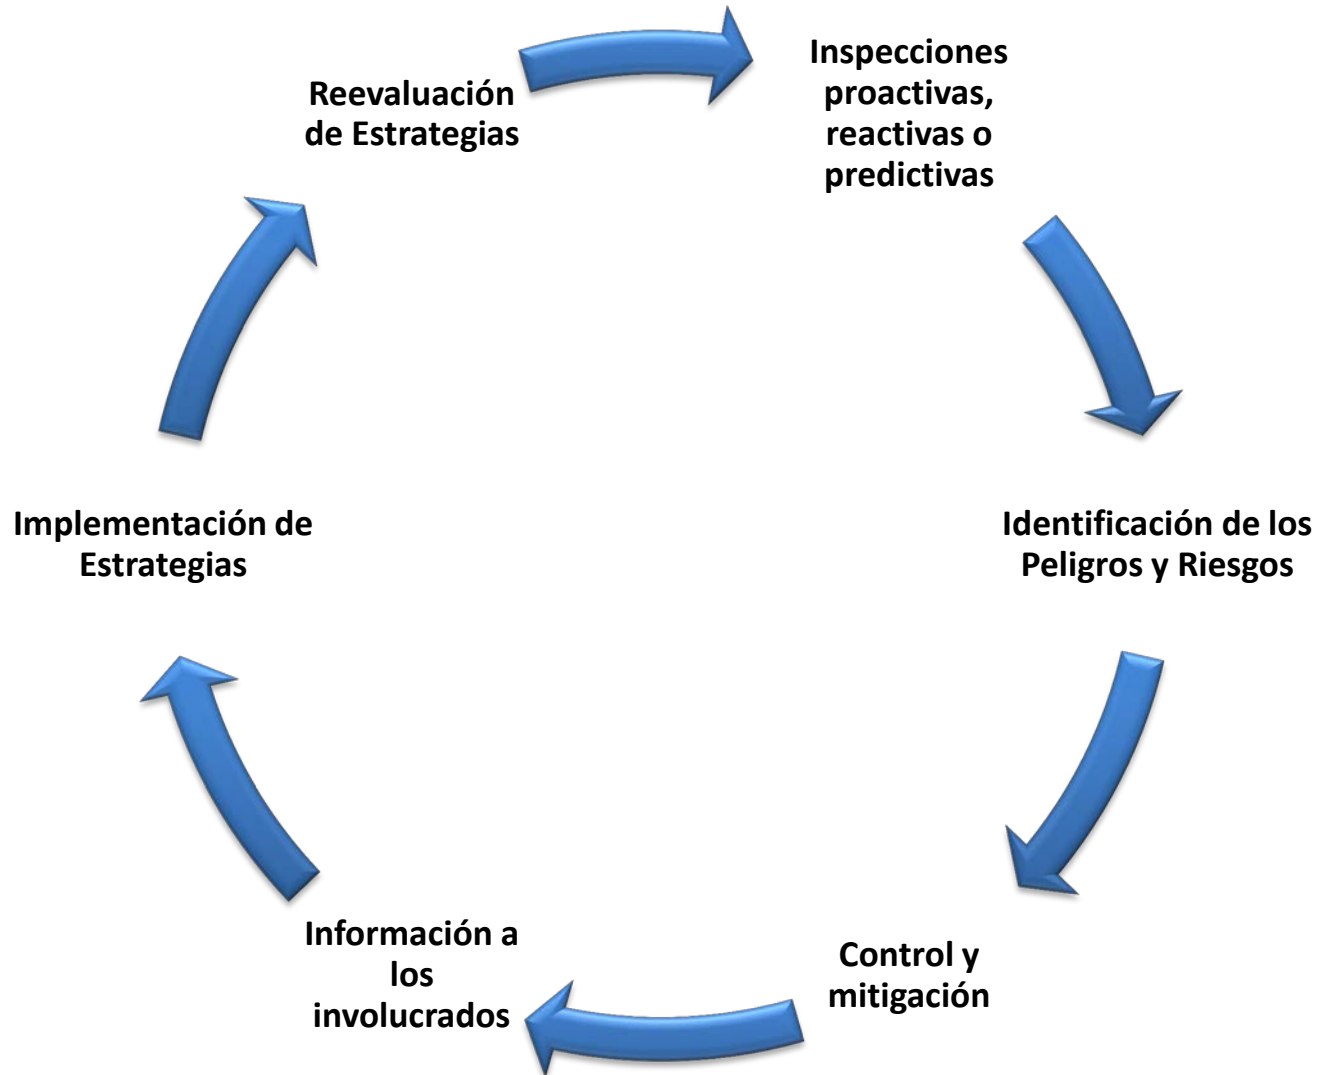 Inspecciones
proactivas,
reactivas o
predictivas
Identificación de los
Peligros y Riesgos
Control y
mitigación
Información a
los
involucrados
Implementación de
Estrategias
Reevaluación
de Estrategias